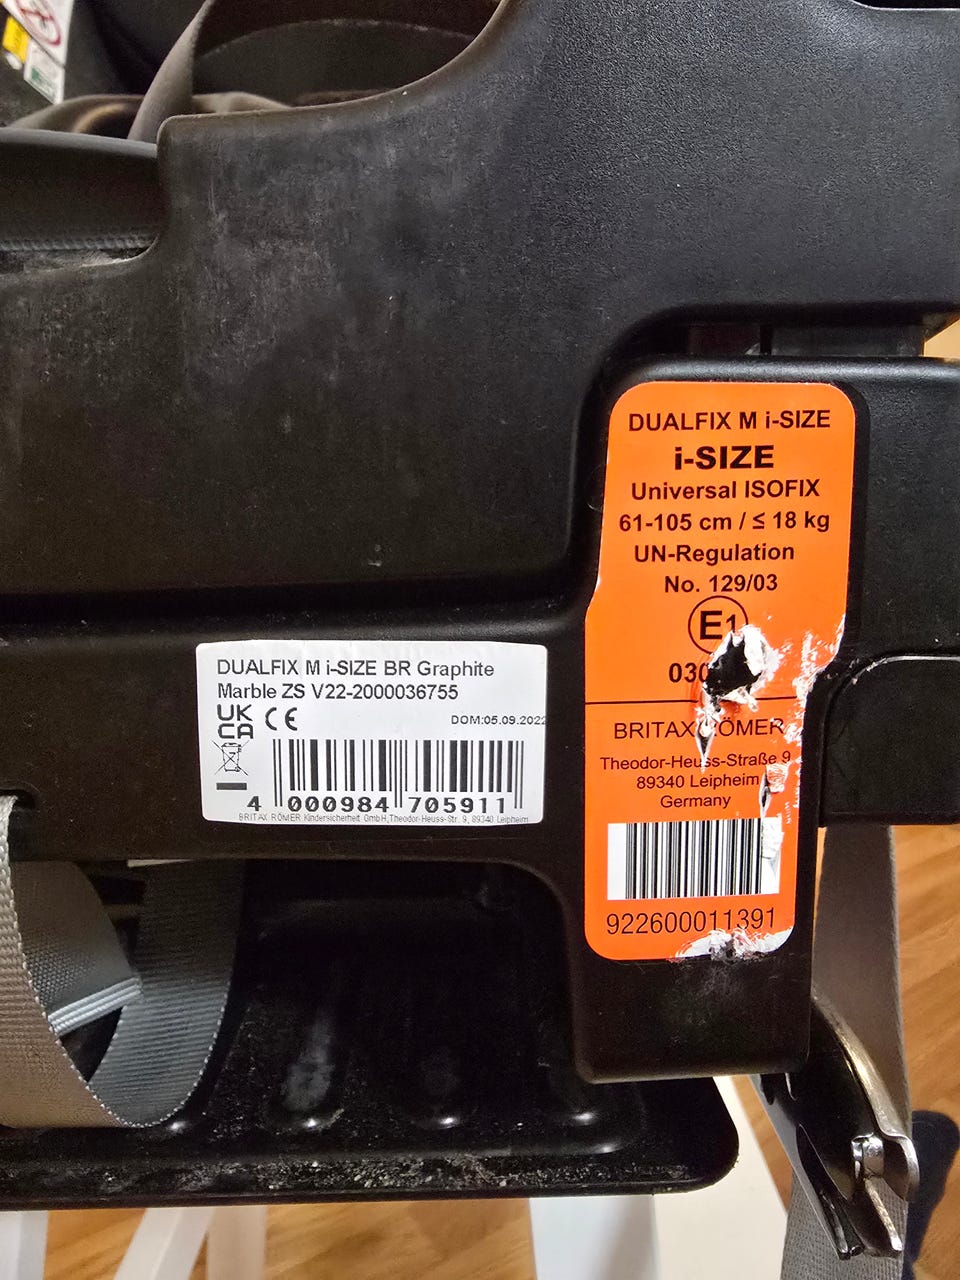 DUALFIX M i-SIZE
i-SIZE
Universal ISOFIX
61-105 cm / ≤ 18 kg
UN-Regulation
No. 129/03
E1
030
BRITAX RÖMER
Theodor-Heuss-Straße 9
89340 Leipheim
Germany
922600011391
DUALFIX M i-SIZE BR Graphite
Marble ZS V22-2000036755
UK
CA CE
DOM:05.09.2022
4 000984 705911
BRITAX RÖMER Kindersicherheit GmbH, Theodor-Heuss-Str. 9, 89340 Leipheim